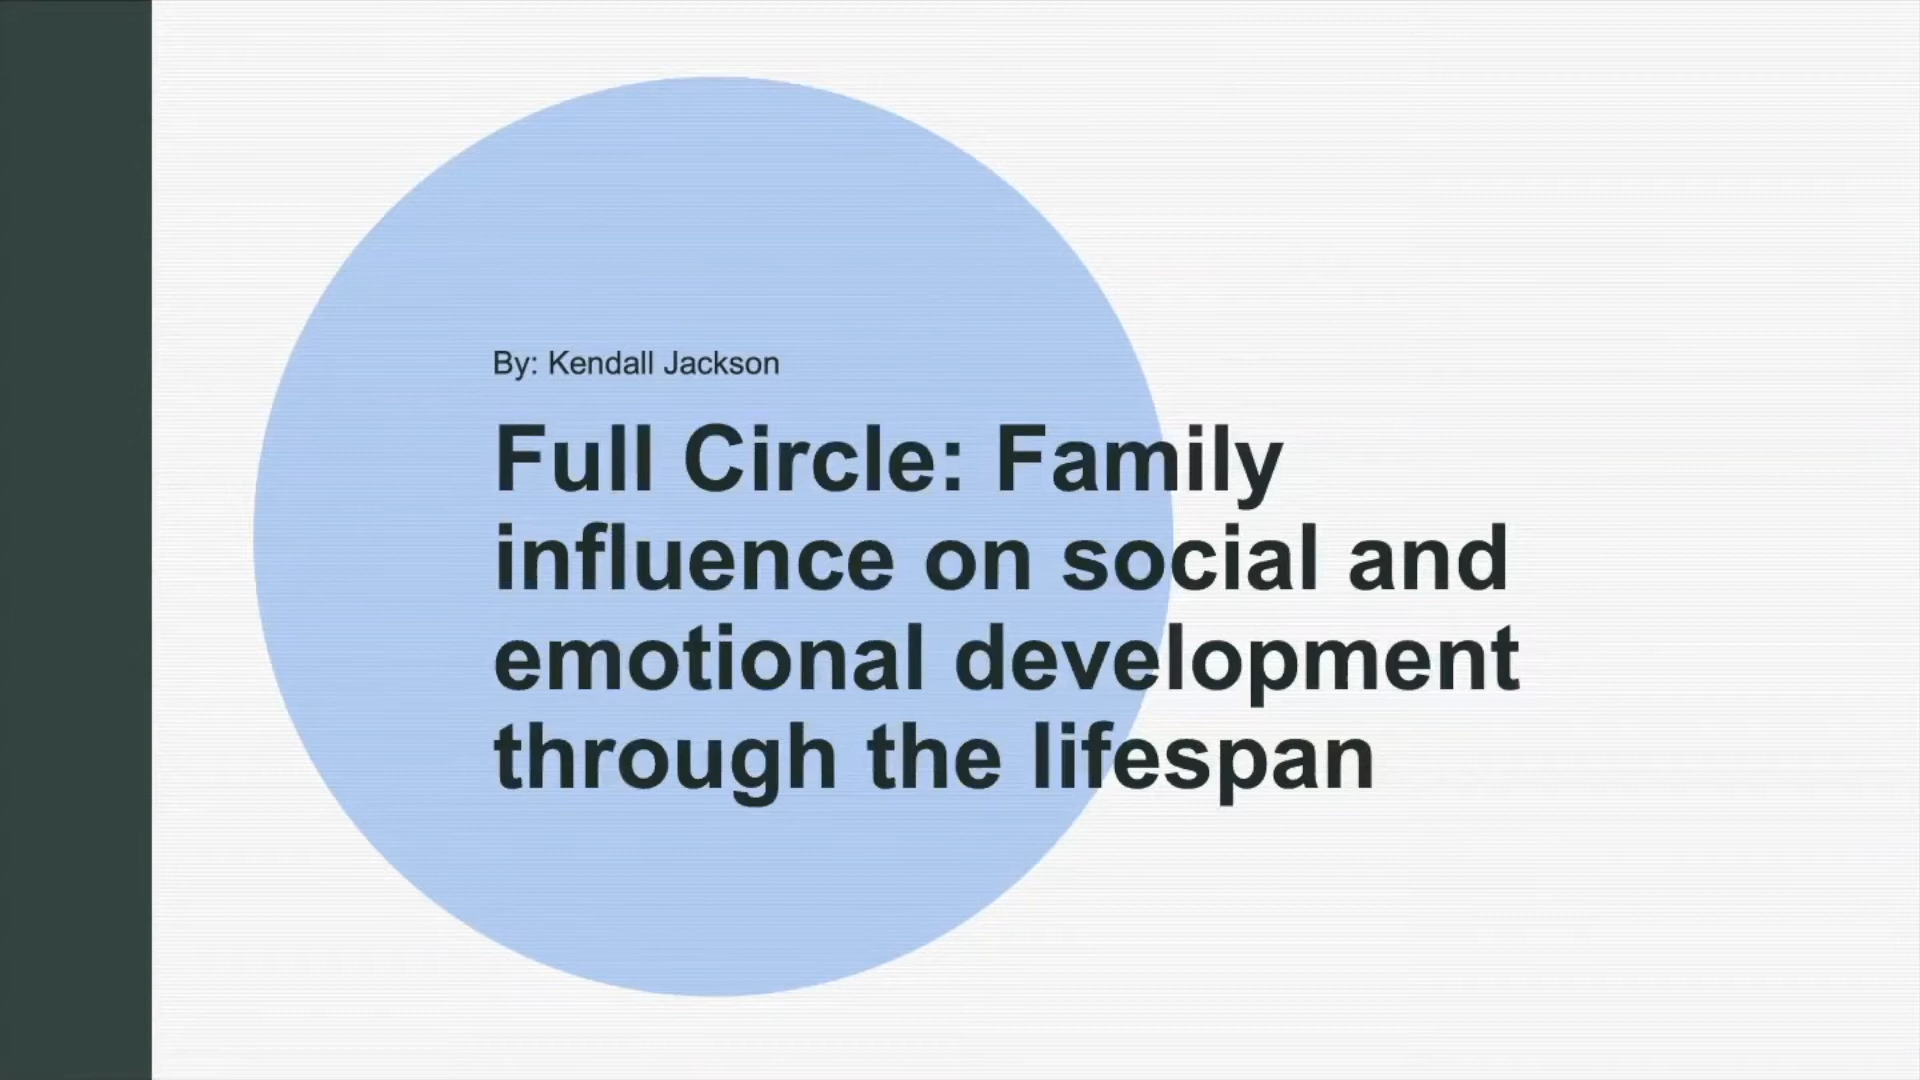 By: Kendall Jackson
Full Circle: Family
influence on social and
emotional development
through the lifespan